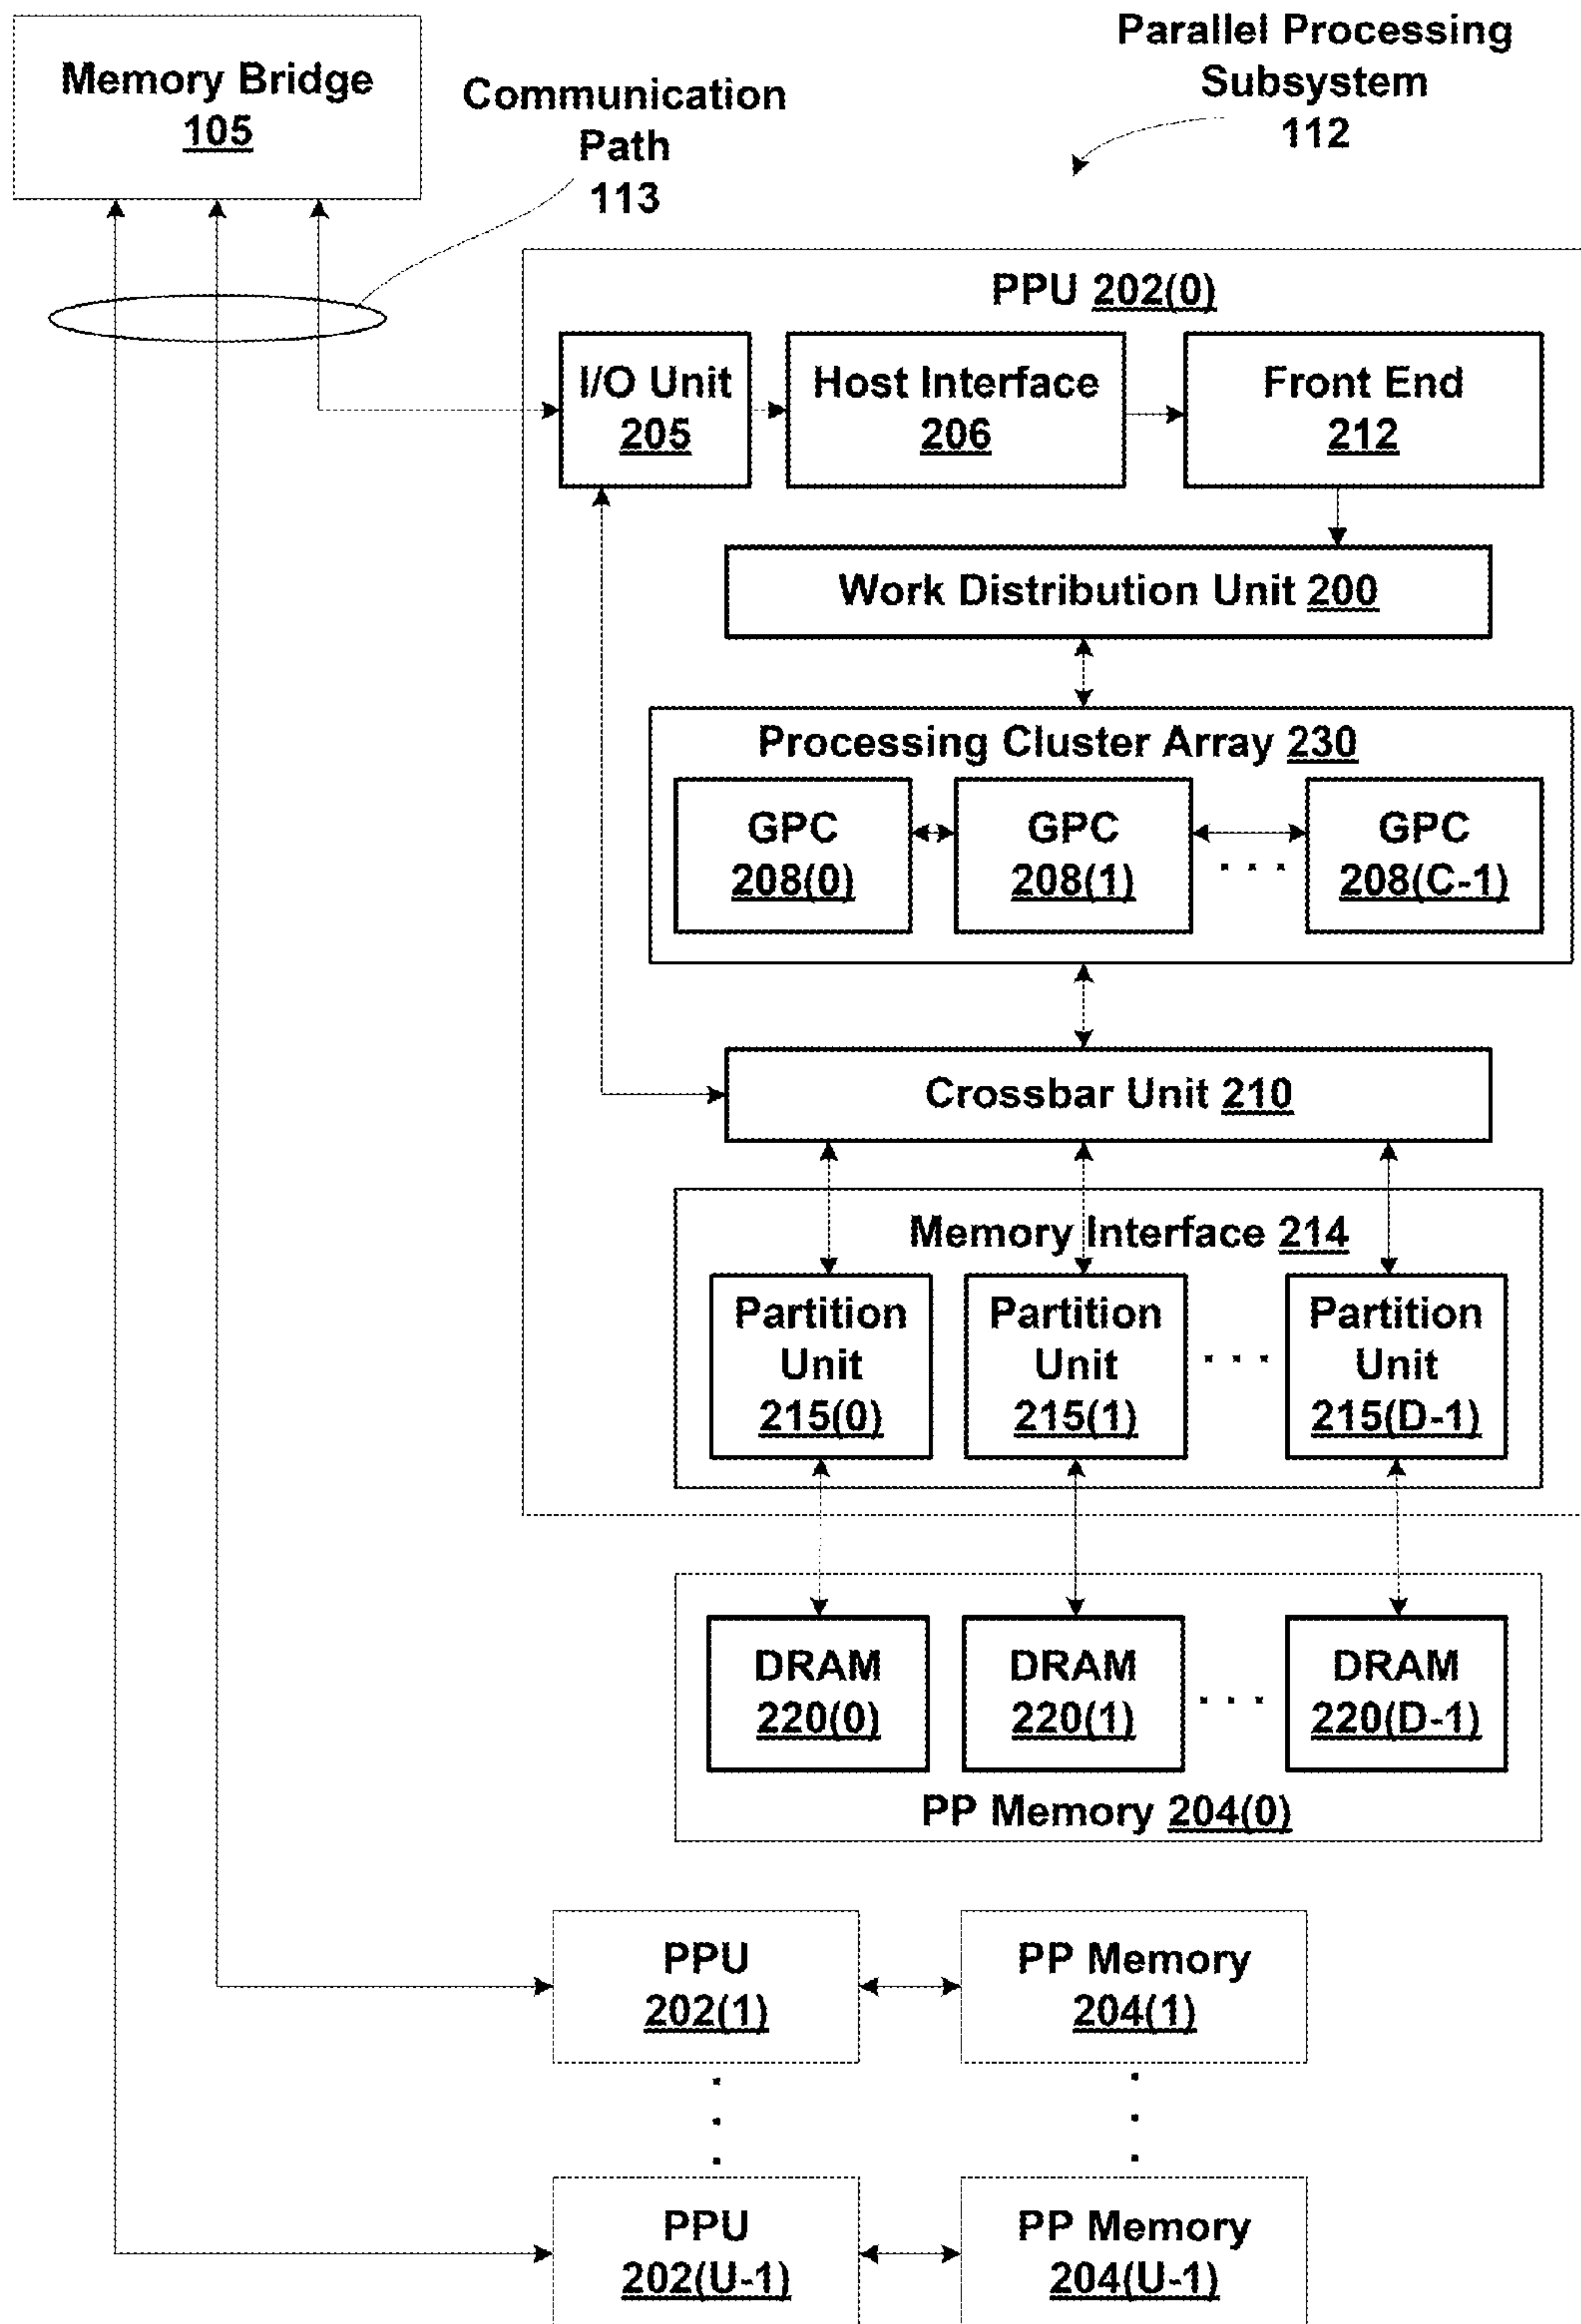 Memory Bridge
105
Communication
Path
113
Parallel Processing
Subsystem
112
PPU 202(0)
I/O Unit
205
Host Interface
206
Front End
212
Work Distribution Unit 200
Processing Cluster Array 230
GPC
208(0)
GPC
208(1)
. . .
GPC
208(C-1)
Crossbar Unit 210
Memory Interface 214
Partition
Unit
215(0)
Partition
Unit
215(1)
. . .
Partition
Unit
215(D-1)
DRAM
220(0)
DRAM
220(1)
. . .
DRAM
220(D-1)
PP Memory 204(0)
PPU
202(1)
PP Memory
204(1)
PPU
202(U-1)
PP Memory
204(U-1)